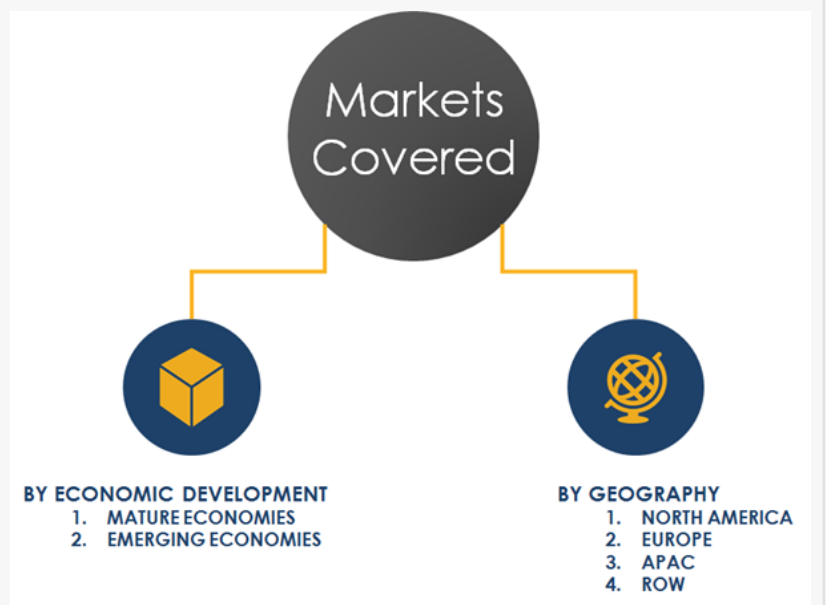 Markets
Covered
BY ECONOMIC DEVELOPMENT
1. MATURE ECONOMIES
2. EMERGING ECONOMIES
BY GEOGRAPHY
1. NORTH AMERICA
2. EUROPE
3. APAC
4. ROW